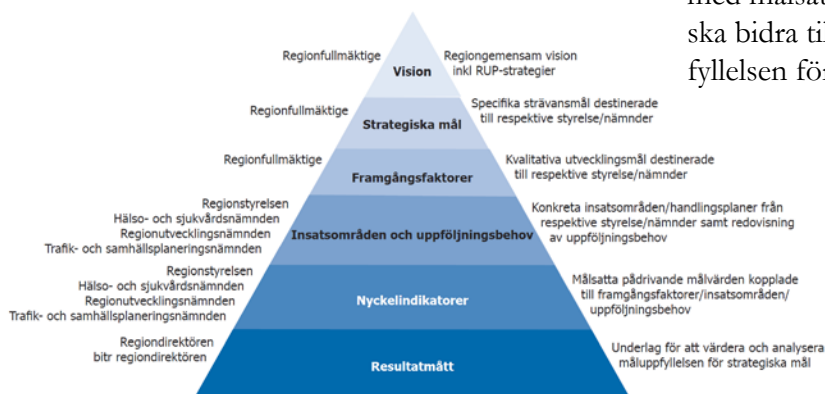 med målsat
ska bidra til
fyllelsen för
Regionfullmäktige
Vision
Regiongemensam vision
inkl RUP-strategier
Regionfullmäktige
Strategiska mål
Specifika strävansmål destinerade
till respektive styrelse/nämnder
Regionfullmäktige
Framgångsfaktorer
Kvalitativa utvecklingsmål destinerade
till respektive styrelse/nämnder
Regionstyrelsen
Hälso- och sjukvårdsnämnden
Regionutvecklingsnämnden
Trafik- och samhällsplaneringsnämnden
Insatsområden och uppföljningsbehov
Konkreta insatsområden/handlingsplaner från
respektive styrelse/nämnder samt redovisning
av uppföljningsbehov
Regionstyrelsen
Hälso- och sjukvårdsnämnden
Regionutvecklingsnämnden
Trafik- och samhällsplaneringsnämnden
Nyckelindikatorer
Målsatta pådrivande målvärden kopplade
till framgångsfaktorer/insatsområden/
uppföljningsbehov
Regiondirektören
bitr regiondirektören
Resultatmått
Underlag för att värdera och analysera
måluppfyllelsen för strategiska mål